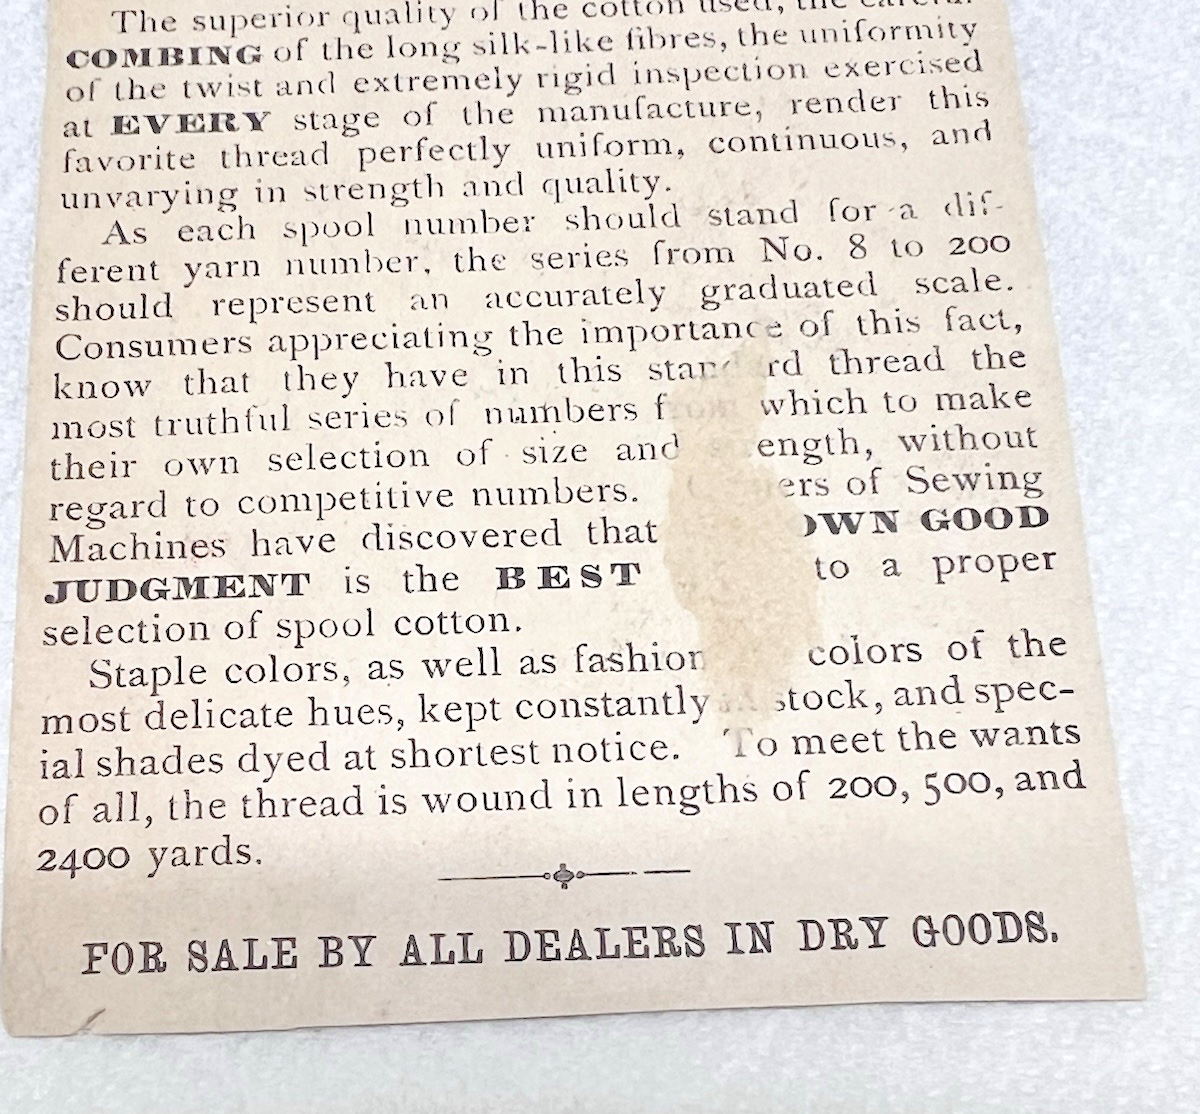 The superior quality of the cotton used, the
COMBING of the long silk-like fibres, the uniformity
of the twist and extremely rigid inspection exercised
at EVERY stage of the manufacture, render this
favorite thread perfectly uniform, continuous, and
unvarying in strength and quality.
As each spool number should stand for a dif-
ferent yarn number, the series from No. 8 to 200
should represent an accurately graduated scale.
Consumers appreciating the importance of this fact,
know that they have in this standard thread the
most truthful series of numbers from which to make
their own selection of size and strength, without
regard to competitive numbers. of Sewing
Machines have discovered that OWN GOOD
JUDGMENT is the BEST to a proper
selection of spool cotton.
Staple colors, as well as fashion colors of the
most delicate hues, kept constantly in stock, and spec-
ial shades dyed at shortest notice. To meet the wants
of all, the thread is wound in lengths of 200, 500, and
2400 yards.
FOR SALE BY ALL DEALERS IN DRY GOODS.